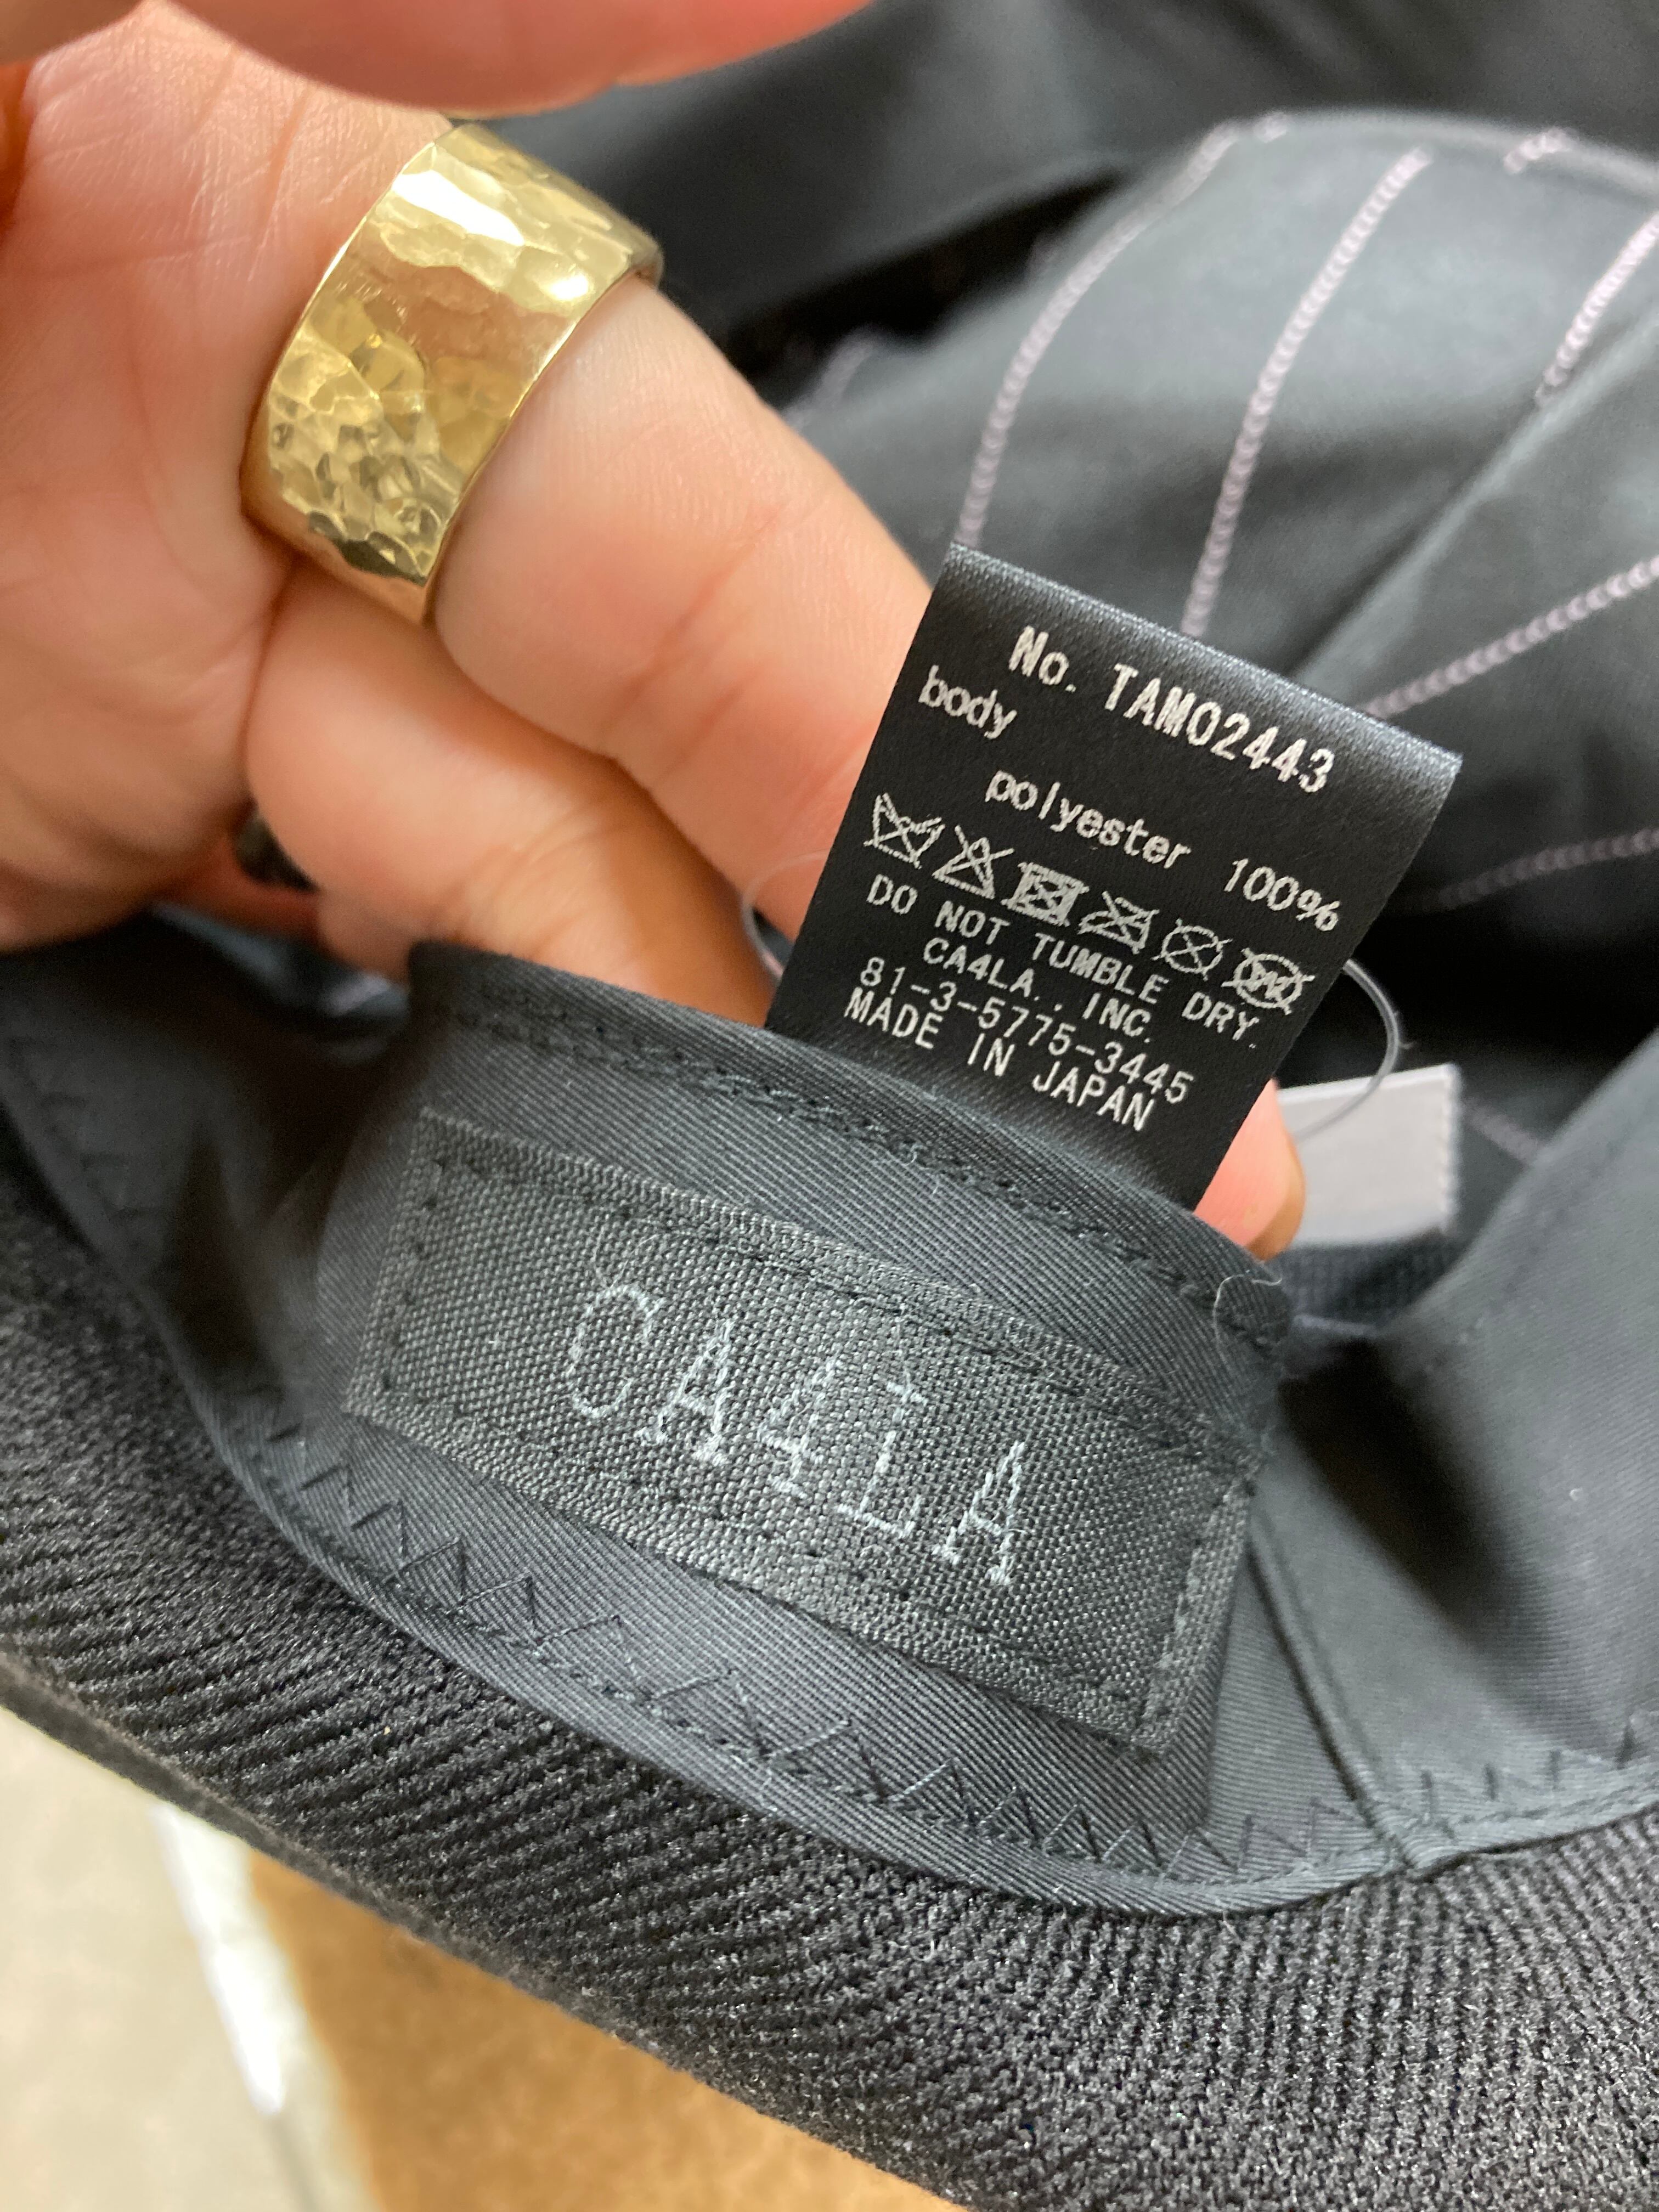 No. TAM02443
body
polyester 100%
DO NOT TUMBLE DRY.
CA4LA., INC.
81-3-5775-3445
MADE IN JAPAN
CA4LA